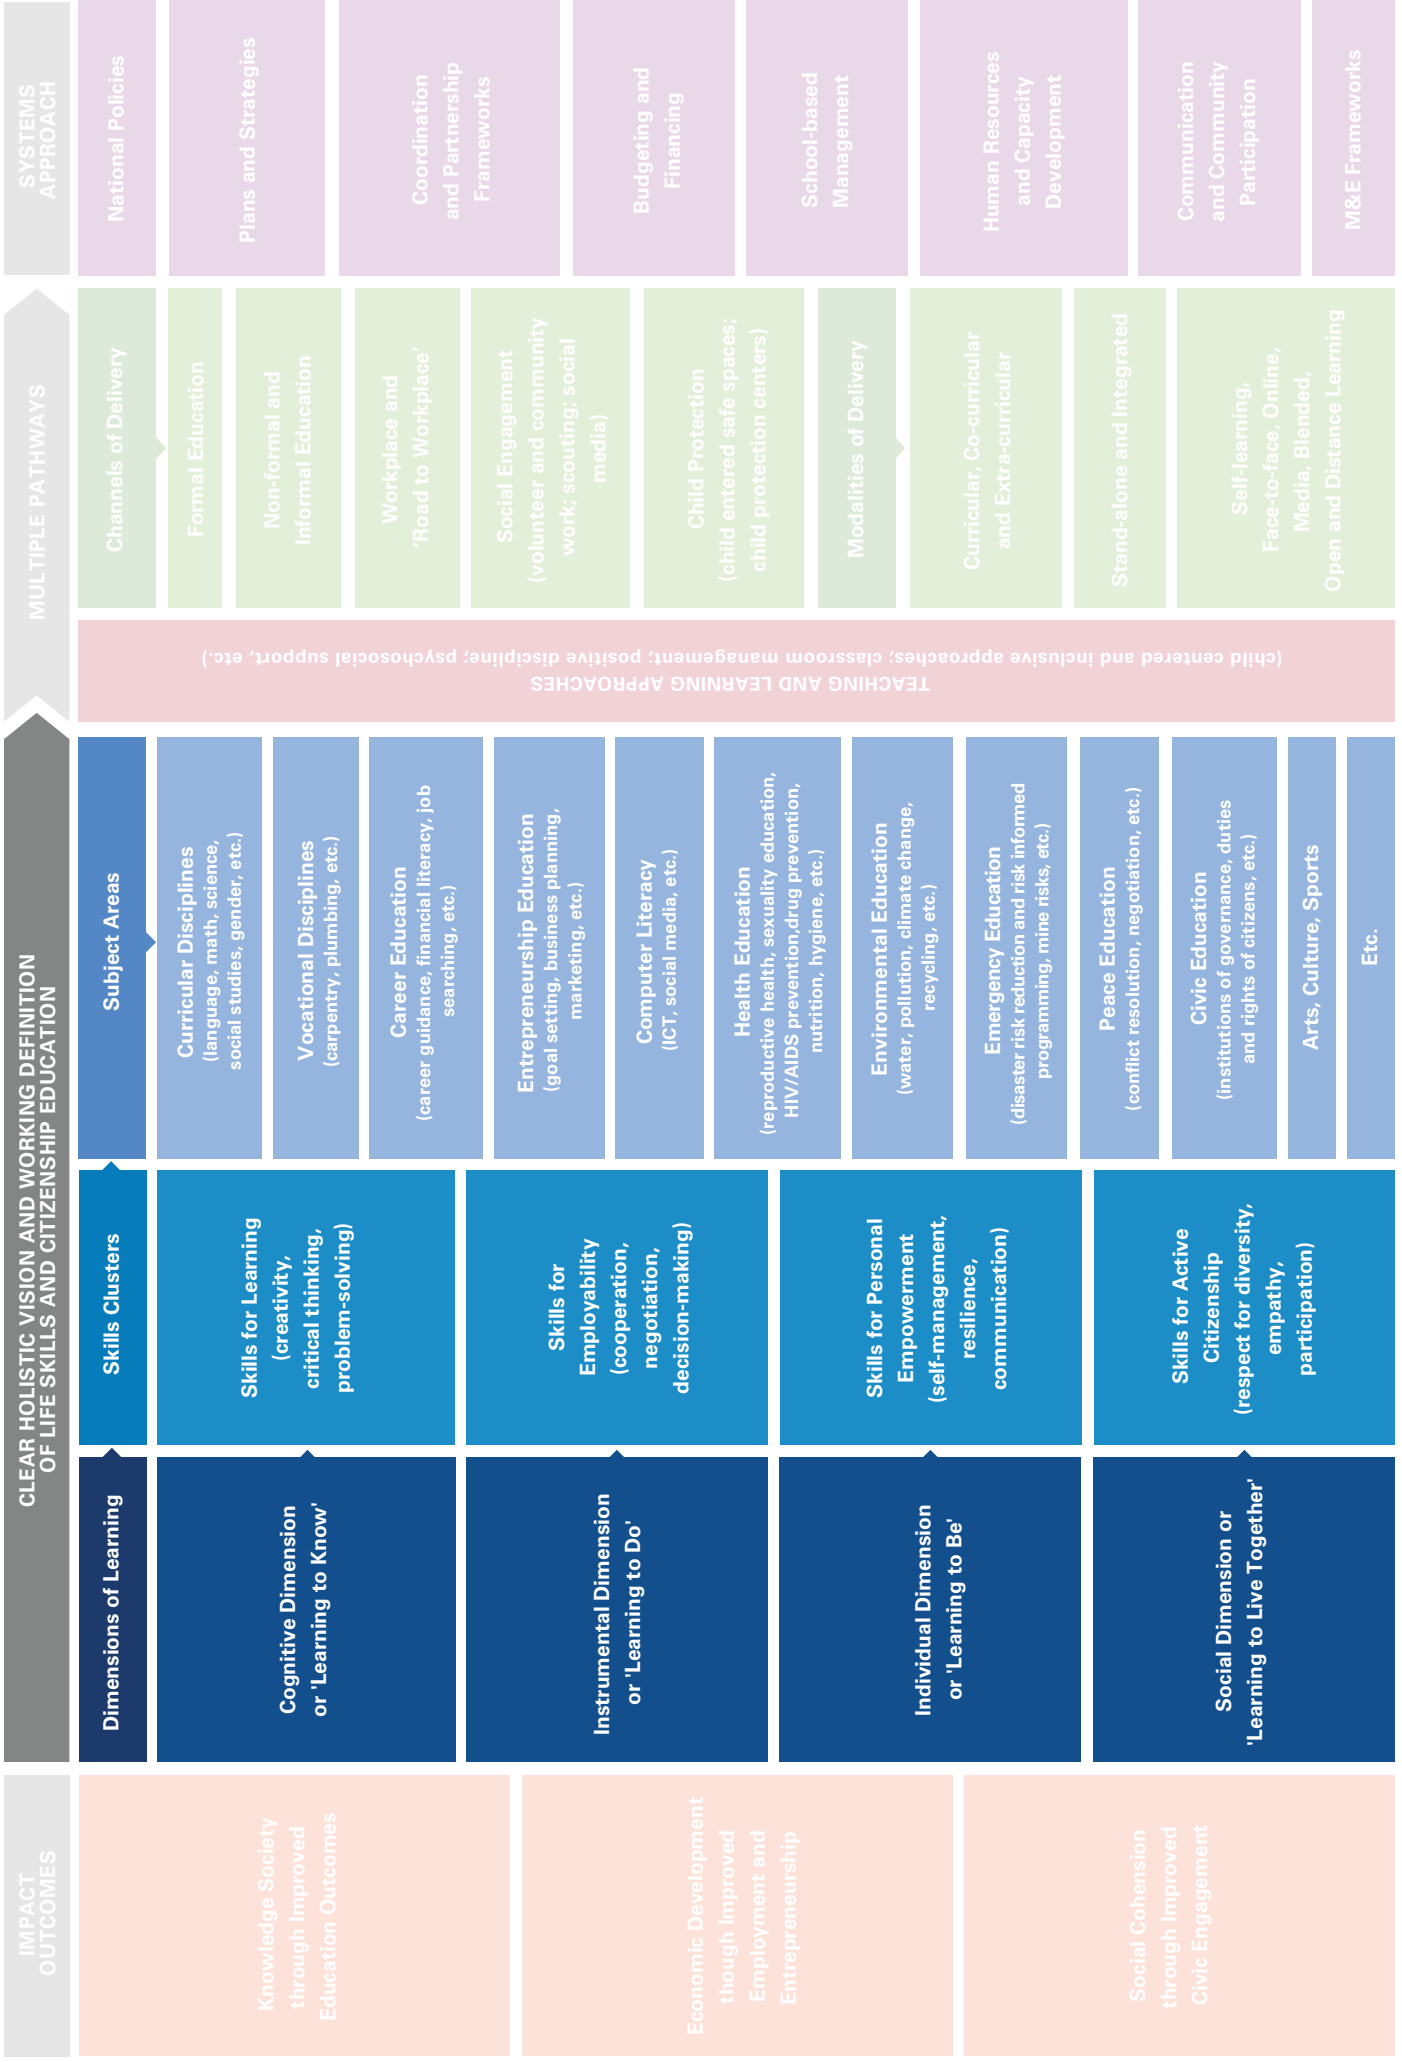 IMPACT
OUTCOMES
Knowledge Society
through Improved
Education Outcomes
Economic Development
though Improved
Employment and
Entrepreneurship
Social Cohension
through Improved
Civic Engagement
CLEAR HOLISTIC VISION AND WORKING DEFINITION
OF LIFE SKILLS AND CITIZENSHIP EDUCATION
Dimensions of Learning
Cognitive Dimension
or 'Learning to Know'
Instrumental Dimension
or 'Learning to Do'
Individual Dimension
or 'Learning to Be'
Social Dimension or
'Learning to Live Together'
Skills Clusters
Skills for Learning
(creativity,
critical thinking,
problem-solving)
Skills for
Employability
(cooperation,
negotiation,
decision-making)
Skills for Personal
Empowerment
(self-management,
resilience,
communication)
Skills for Active
Citizenship
(respect for diversity,
empathy,
participation)
Subject Areas
Curricular Disciplines
(language, math, science,
social studies, gender, etc.)
Vocational Disciplines
(carpentry, plumbing, etc.)
Career Education
(career guidance, financial literacy, job
searching, etc.)
Entrepreneurship Education
(goal setting, business planning,
marketing, etc.)
Computer Literacy
(ICT, social media, etc.)
Health Education
(reproductive health, sexuality education,
HIV/AIDS prevention,drug prevention,
nutrition, hygiene, etc.)
Environmental Education
(water, pollution, climate change,
recycling, etc.)
Emergency Education
(disaster risk reduction and risk informed
programming, mine risks, etc.)
Peace Education
(conflict resolution, negotiation, etc.)
Civic Education
(institutions of governance, duties
and rights of citizens, etc.)
Arts, Culture, Sports
Etc.
MULTIPLE PATHWAYS
TEACHING AND LEARNING APPROACHES
(child centered and inclusive approaches; classroom management; positive discipline; psychosocial support, etc.)
Channels of Delivery
Formal Education
Non-formal and
Informal Education
Workplace and
‘Road to Workplace’
Social Engagement
(volunteer and community
work; scouting; social
media)
Child Protection
(child entered safe spaces;
child protection centers)
Modalities of Delivery
Curricular, Co-curricular
and Extra-curricular
Stand-alone and Integrated
Self-learning,
Face-to-face, Online,
Media, Blended,
Open and Distance Learning
SYSTEMS
APPROACH
National Policies
Plans and Strategies
Coordination
and Partnership
Frameworks
Budgeting and
Financing
School-based
Management
Human Resources
and Capacity
Development
Communication
and Community
Participation
M&E Frameworks